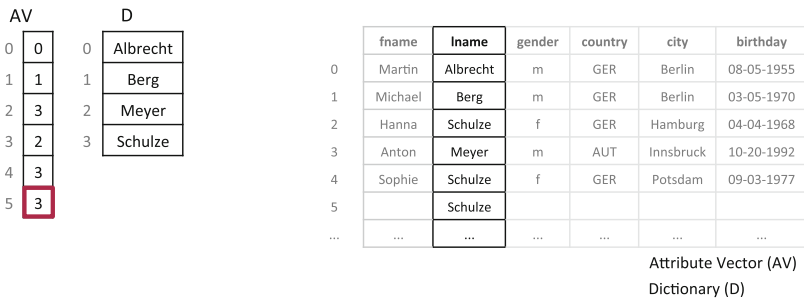 AV
0 0
1 1
2 3
3 2
4 3
5 3
D
0 Albrecht
1 Berg
2 Meyer
3 Schulze
fname lname gender country city birthday
0 Martin Albrecht m GER Berlin 08-05-1955
1 Michael Berg m GER Berlin 03-05-1970
2 Hanna Schulze f GER Hamburg 04-04-1968
3 Anton Meyer m AUT Innsbruck 10-20-1992
4 Sophie Schulze f GER Potsdam 09-03-1977
5 Schulze
... ... ... ... ... ... ...
Attribute Vector (AV)
Dictionary (D)